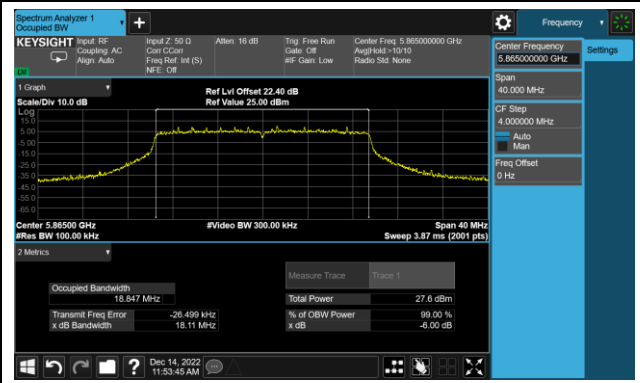 Spectrum Analyzer 1
Occupied BW
+
Frequency
KEYSIGHT
Input: RF
Coupling: AC
Align: Auto
Input Z: 50 Ω
Corr CCorr
Freq Ref: Int (S)
NFE: Off
Atten: 16 dB
Trig: Free Run
Gate: Off
#IF Gain: Low
Center Freq: 5.865000000 GHz
Avg|Hold:>10/10
Radio Std: None
Center Frequency
5.865000000 GHz
Settings
Span
40.000 MHz
CF Step
4.000000 MHz
Auto
Man
Freq Offset
0 Hz
1 Graph
Scale/Div 10.0 dB
Ref Lvl Offset 22.40 dB
Ref Value 25.00 dBm
Log
15.0
5.00
-5.00
-15.0
-25.0
-35.0
-45.0
-55.0
-65.0
Center 5.86500 GHz
#Video BW 300.00 kHz
Span 40 MHz
#Res BW 100.00 kHz
Sweep 3.87 ms (2001 pts)
2 Metrics
Measure Trace
Trace 1
Occupied Bandwidth
18.847 MHz
Total Power
27.6 dBm
Transmit Freq Error
-26.499 kHz
% of OBW Power
99.00 %
x dB Bandwidth
18.11 MHz
x dB
-6.00 dB
?
Dec 14, 2022
11:53:45 AM